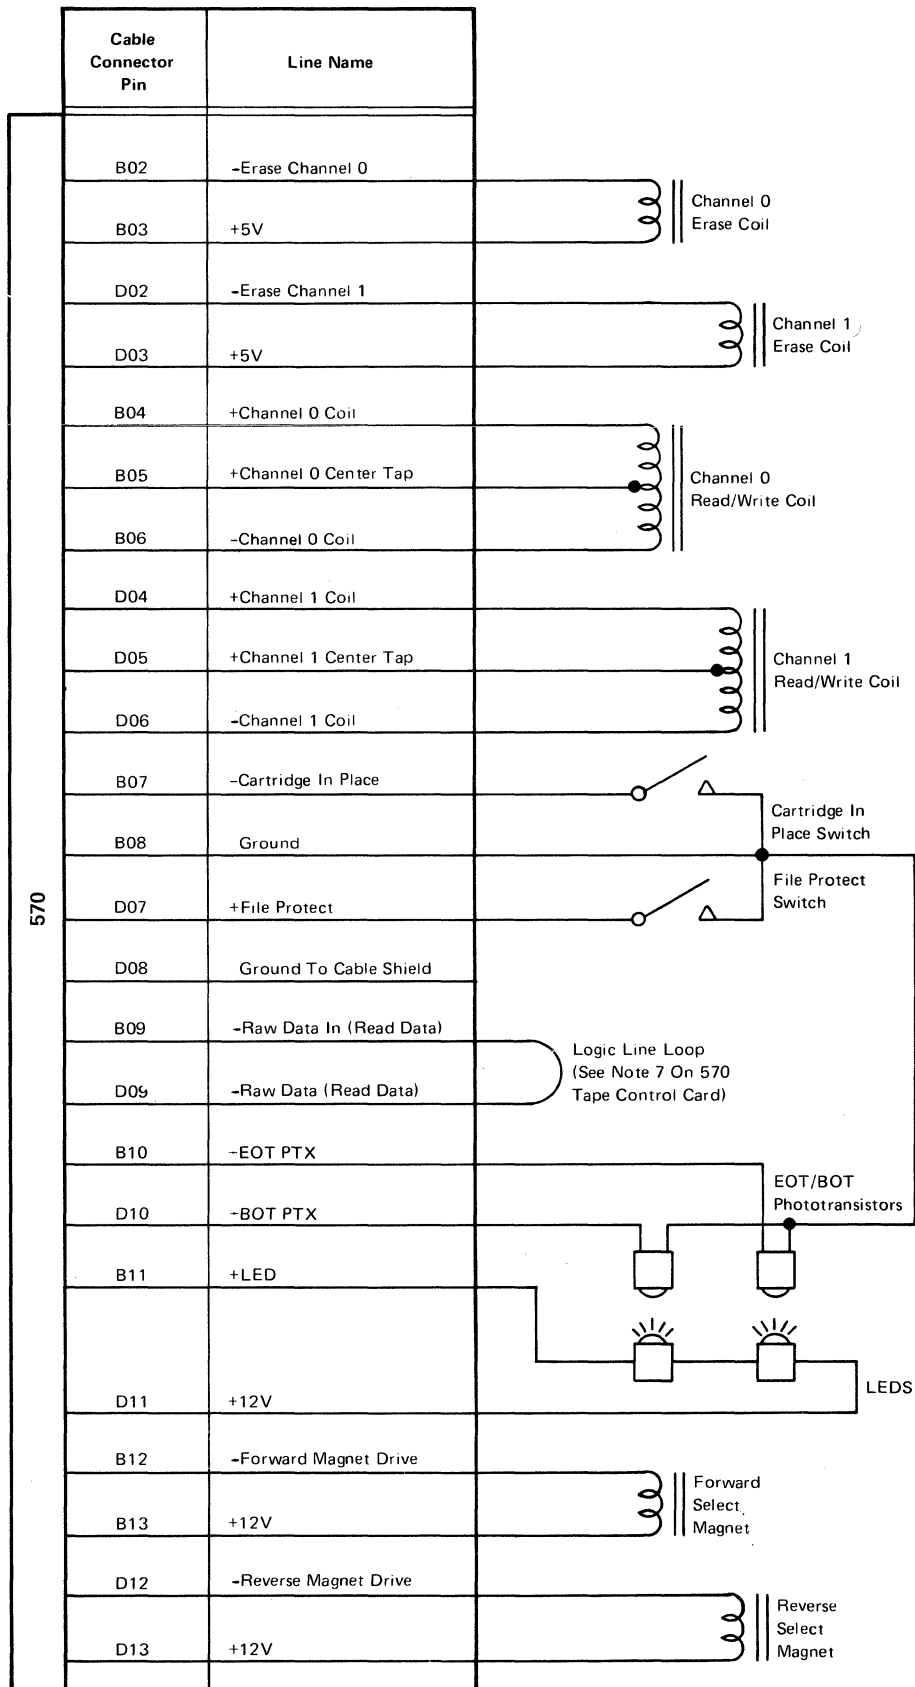 Cable
Connector
Pin
Line Name
B02 -Erase Channel 0
Channel 0
Erase Coil
B03 +5V
D02 -Erase Channel 1
Channel 1
Erase Coil
D03 +5V
B04 +Channel 0 Coil
B05 +Channel 0 Center Tap
Channel 0
Read/Write Coil
B06 -Channel 0 Coil
D04 +Channel 1 Coil
D05 +Channel 1 Center Tap
Channel 1
Read/Write Coil
D06 -Channel 1 Coil
B07 -Cartridge In Place
Cartridge In
Place Switch
B08 Ground
File Protect
Switch
570
D07 +File Protect
D08 Ground To Cable Shield
B09 -Raw Data In (Read Data)
Logic Line Loop
(See Note 7 On 570
Tape Control Card)
D09 -Raw Data (Read Data)
B10 -EOT PTX
EOT/BOT
Phototransistors
D10 -BOT PTX
B11 +LED
LEDS
D11 +12V
B12 -Forward Magnet Drive
Forward
Select
Magnet
B13 +12V
D12 -Reverse Magnet Drive
Reverse
Select
Magnet
D13 +12V